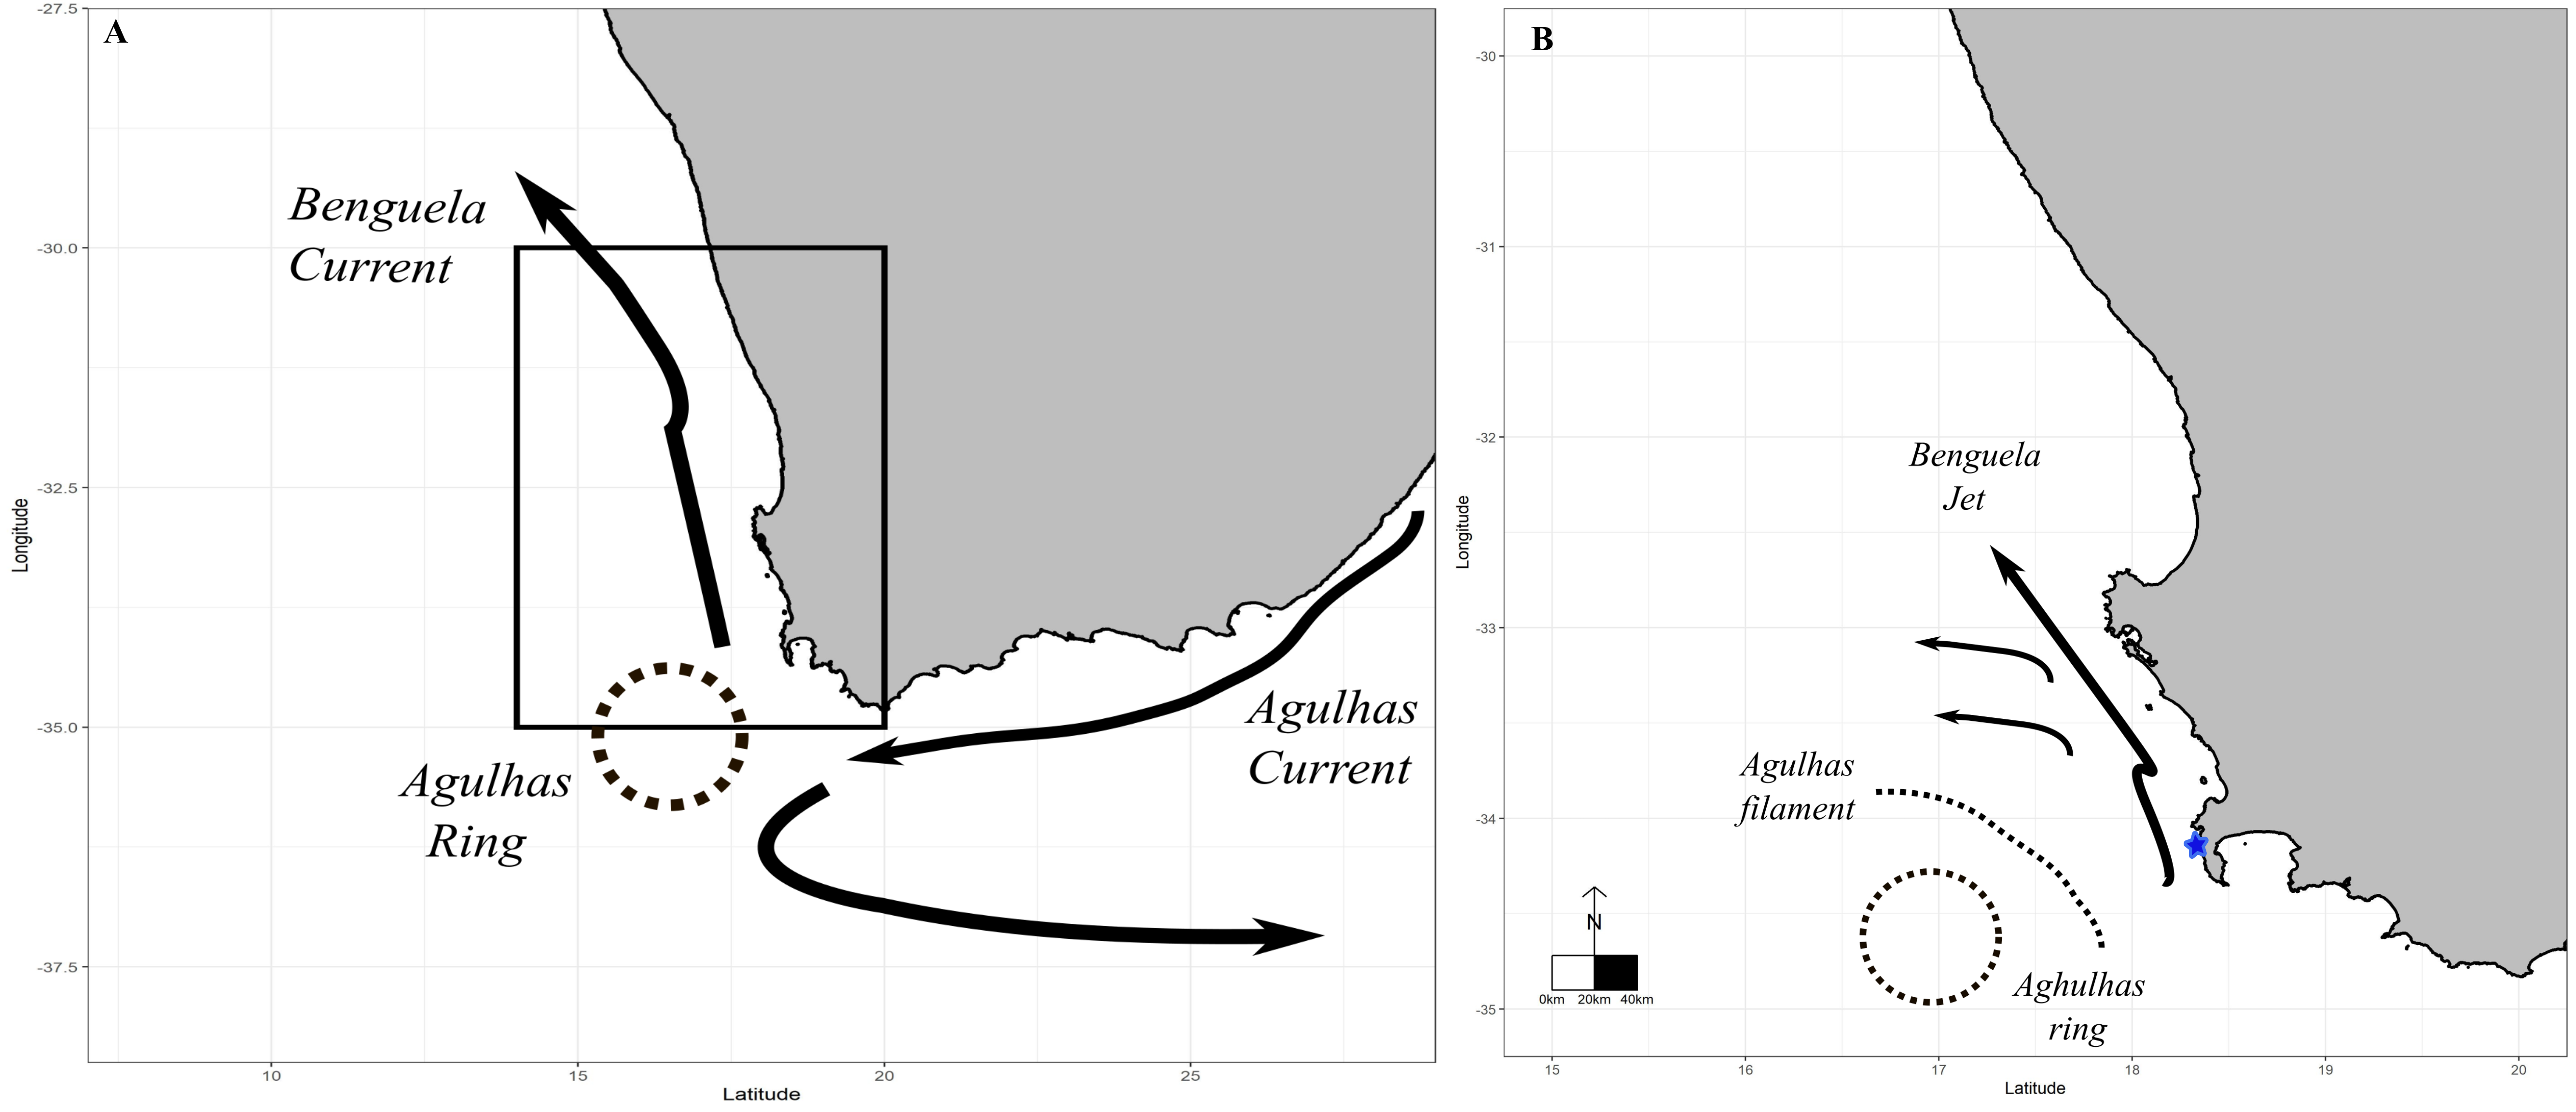 A
-27.5
-30.0
-32.5
-35.0
-37.5
Longitude
10
15
20
25
Latitude
Benguela
Current
Agulhas
Current
Agulhas
Ring
B
-30
-31
-32
-33
-34
-35
Longitude
15
16
17
18
19
20
Latitude
Benguela
Jet
Agulhas
filament
Aghulhas
ring
N
0km 20km 40km